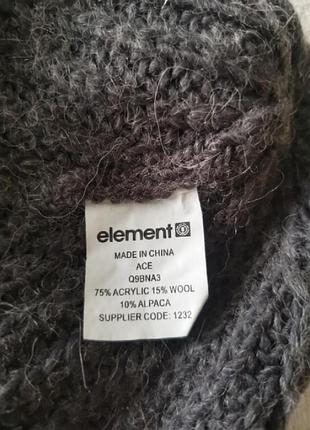 element
MADE IN CHINA
ACE
Q9BNA3
75% ACRYLIC 15% WOOL
10% ALPACA
SUPPLIER CODE: 1232